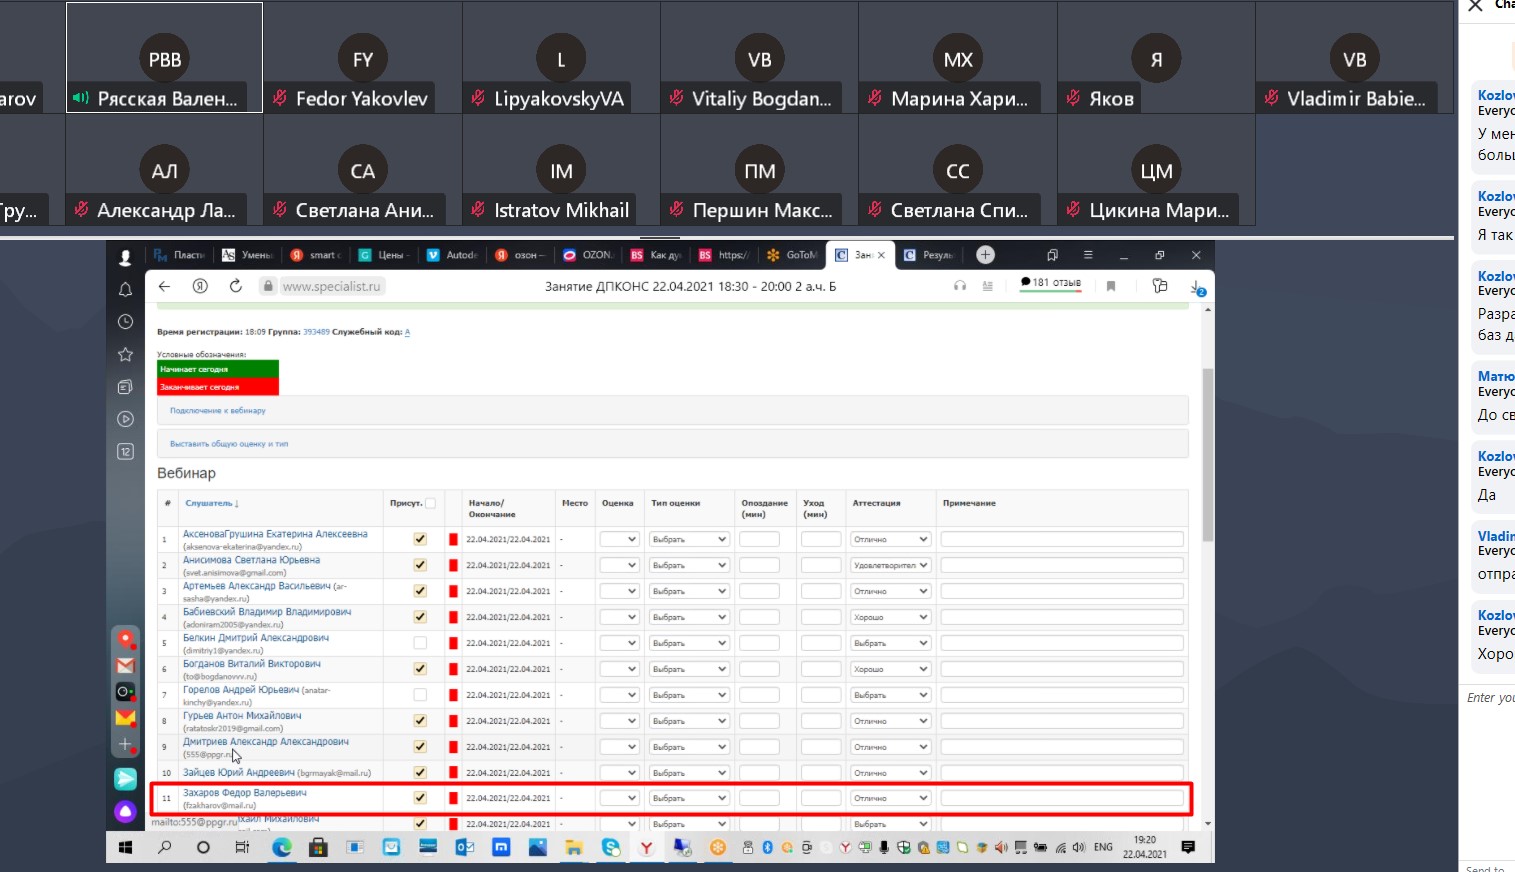 arov
PBB
Рясская Вален...
FY
Fedor Yakovlev
L
LipyakovskyVA
VB
Vitaliy Bogdan...
МХ
Марина Хари...
Я
Яков
VB
Vladimir Babie...
Гру...
АЛ
Александр Ла...
СА
Светлана Ани...
IM
Istratov Mikhail
ПМ
Першин Макс...
СС
Светлана Спи...
ЦМ
Цикина Мари...
Пласти
Умень
smart c
Цены -
Autode
озон —
OZON.
Как ду
https://
GoToM
Зан
Резуль
www.specialist.ru
Занятие ДПКОНС 22.04.2021 18:30 - 20:00 2 а.ч. Б
181 отзыв
Время регистрации: 18:09 Группа: 393489 Служебный код: А
Условные обозначения:
Начинает сегодня
Заканчивает сегодня
Подключение к вебинару
Выставить общую оценку и тип
Вебинар
# Слушатель ↓ Присут. Начало/Окончание Место Оценка Тип оценки Опоздание (мин) Уход (мин) Аттестация Примечание
1 АксеноваГрушина Екатерина Алексеевна 22.04.2021/22.04.2021 - Выбрать Отлично
(aksenova-ekaterina@yandex.ru)
2 Анисимова Светлана Юрьевна 22.04.2021/22.04.2021 - Выбрать Удовлетворител
(svet.anisimova@gmail.com)
3 Артемьев Александр Васильевич (ar- 22.04.2021/22.04.2021 - Выбрать Отлично
sasha@yandex.ru)
4 Бабиевский Владимир Владимирович 22.04.2021/22.04.2021 - Выбрать Хорошо
(adoniram2005@yandex.ru)
5 Белкин Дмитрий Александрович 22.04.2021/22.04.2021 - Выбрать Выбрать
(dimitriy1@yandex.ru)
6 Богданов Виталий Викторович 22.04.2021/22.04.2021 - Выбрать Хорошо
(to@bogdanovvv.ru)
7 Горелов Андрей Юрьевич (anatar- 22.04.2021/22.04.2021 - Выбрать Выбрать
kinchy@yandex.ru)
8 Гурьев Антон Михайлович 22.04.2021/22.04.2021 - Выбрать Отлично
(ratatoskr2019@gmail.com)
9 Дмитриев Александр Александрович 22.04.2021/22.04.2021 - Выбрать Отлично
(555@ppgr.
10 Зайцев Юрий Андреевич (bgrmayak@mail.ru) 22.04.2021/22.04.2021 - Выбрать Отлично
11 Захаров Федор Валерьевич 22.04.2021/22.04.2021 - Выбрать Отлично
(fzakharov@mail.ru)
mailto:555@ppgr.ru хаил Михайлович 22.04.2021/22.04.2021 - Выбрать Выбрать
12
ENG
19:20
22.04.2021
Cha
Kozlov
Everyo
У мен
больш
Kozlov
Everyo
Я так
Kozlov
Everyo
Разра
баз д
Матю
Everyo
До св
Kozlov
Everyo
Да
Vladim
Everyo
отпра
Kozlov
Everyo
Хоро
Enter you
Send to